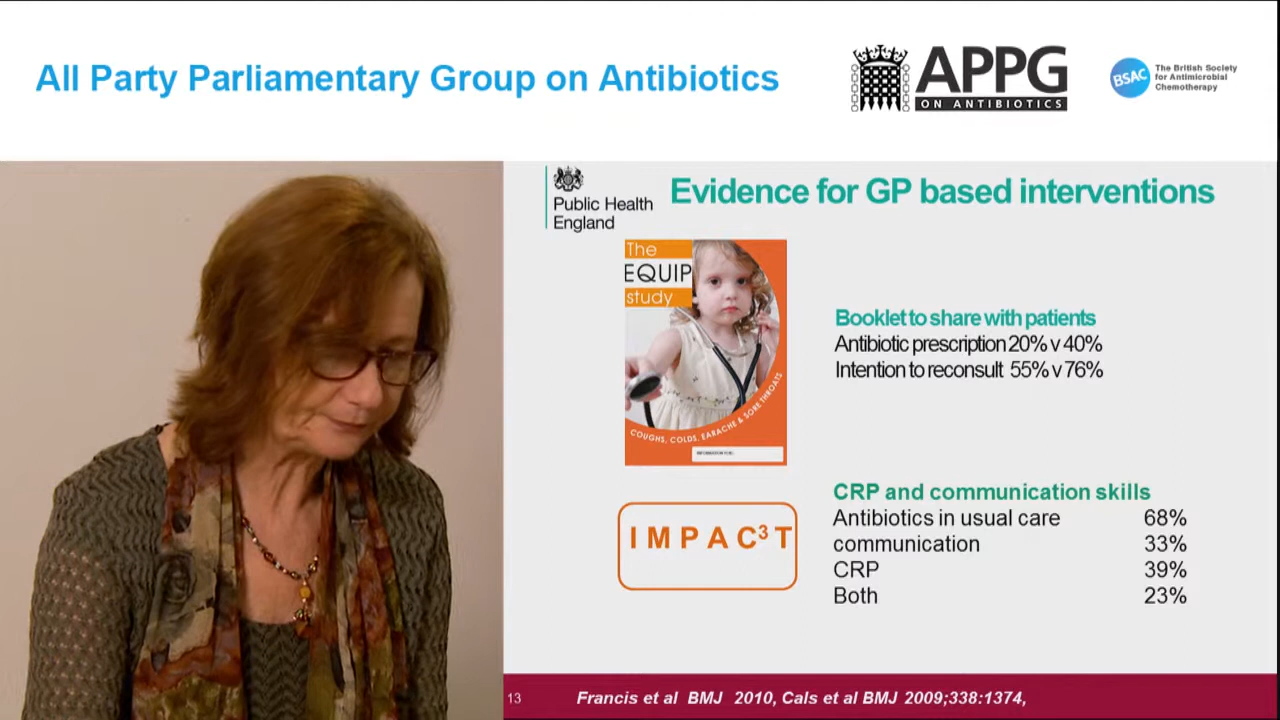 All Party Parliamentary Group on Antibiotics
APPG
ON ANTIBIOTICS
BSAC
The British Society
for Antimicrobial
Chemotherapy
Public Health
England
Evidence for GP based interventions
The
EQUIP
study
COUGHS, COLDS, EARACHE & SORE THROATS
INFORMATION FOR:
Booklet to share with patients
Antibiotic prescription 20% v 40%
Intention to reconsult 55% v 76%
IMPAC³T
CRP and communication skills
Antibiotics in usual care 68%
communication 33%
CRP 39%
Both 23%
13
Francis et al BMJ 2010, Cals et al BMJ 2009;338:1374,